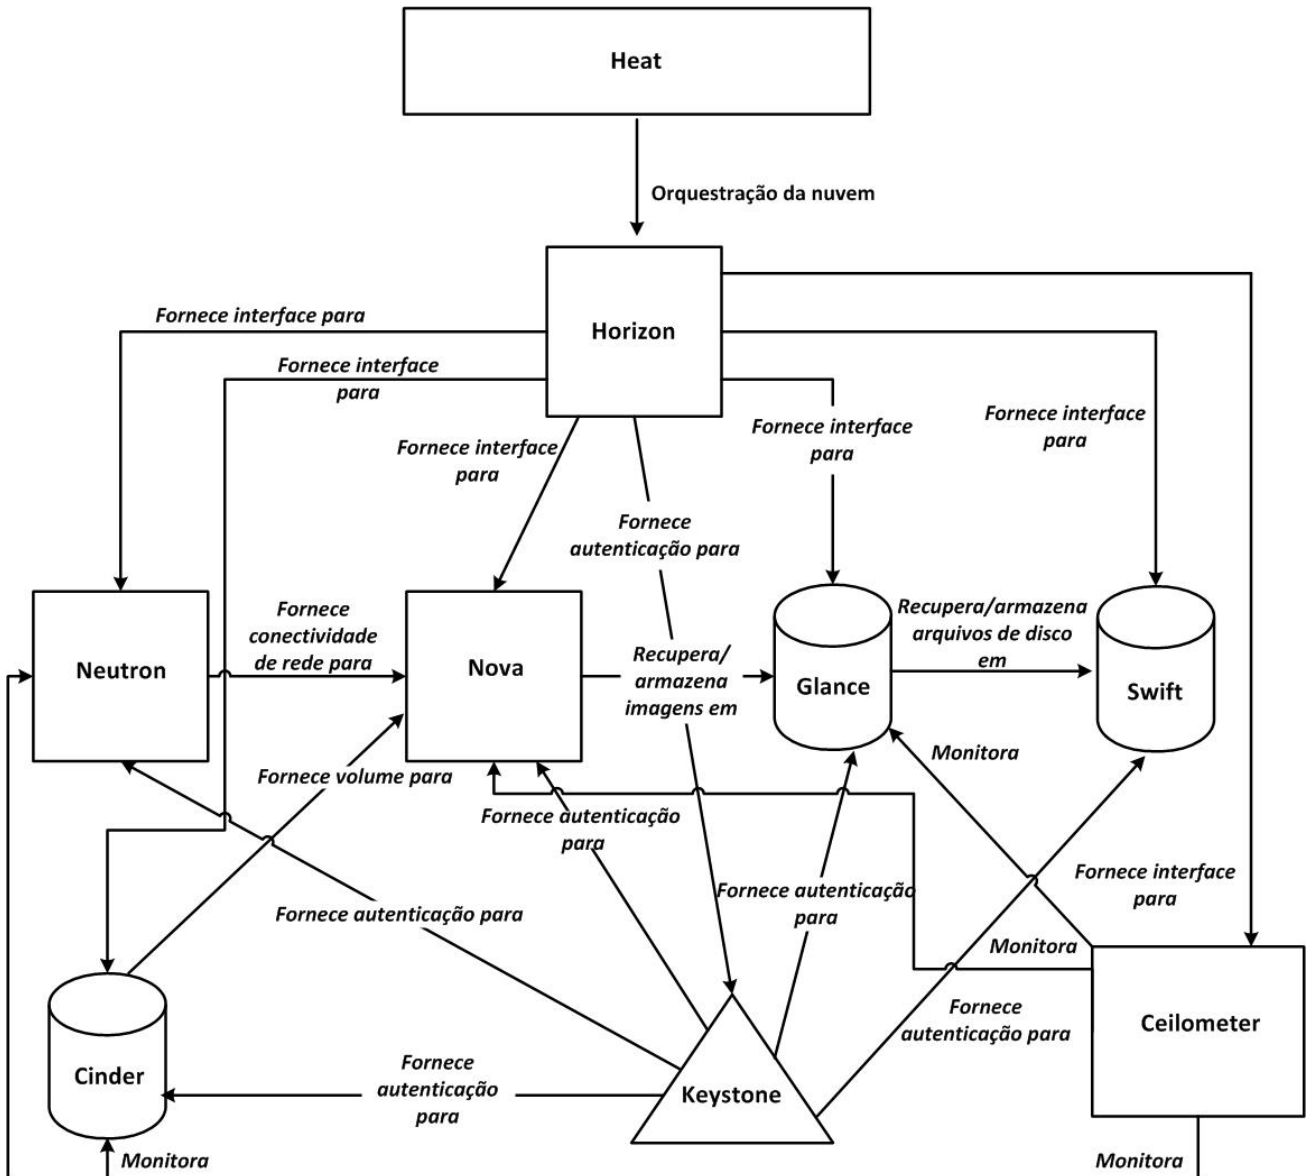 Heat
Orquestração da nuvem
Horizon
Fornece interface para
Fornece interface
para
Fornece interface
para
Fornece interface
para
Fornece interface
para
Fornece
autenticação para
Neutron
Fornece
conectividade
de rede para
Nova
Recupera/
armazena
imagens em
Glance
Recupera/armazena
arquivos de disco
em
Swift
Monitora
Fornece volume para
Fornece autenticação
para
Fornece autenticação
para
Fornece interface
para
Fornece autenticação para
Monitora
Fornece
autenticação para
Ceilometer
Cinder
Fornece
autenticação
para
Keystone
Monitora
Monitora